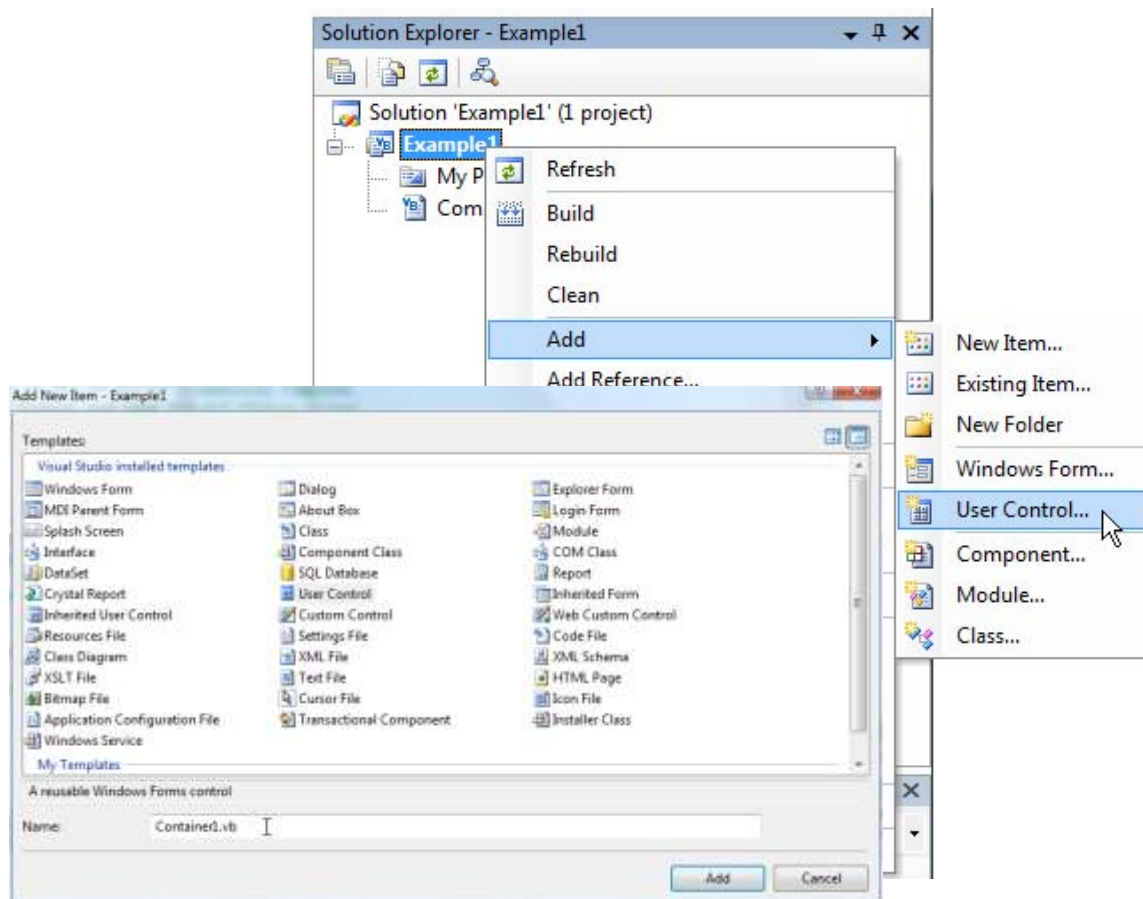 Solution Explorer - Example1
Solution 'Example1' (1 project)
Example1
My P
Com
Refresh
Build
Rebuild
Clean
Add
Add Reference...
New Item...
Existing Item...
New Folder
Windows Form...
User Control...
Component...
Module...
Class...
Add New Item - Example1
Templates:
Visual Studio installed templates
Windows Form
Dialog
Explorer Form
MDI Parent Form
About Box
Login Form
Splash Screen
Class
Module
Interface
Component Class
COM Class
DataSet
SQL Database
Report
Crystal Report
User Control
Inherited Form
Inherited User Control
Custom Control
Web Custom Control
Resources File
Settings File
Code File
Class Diagram
XML File
XML Schema
XSLT File
Text File
HTML Page
Bitmap File
Cursor File
Icon File
Application Configuration File
Transactional Component
Installer Class
Windows Service
My Templates
A reusable Windows Forms control
Name:
Container1.vb
Add
Cancel